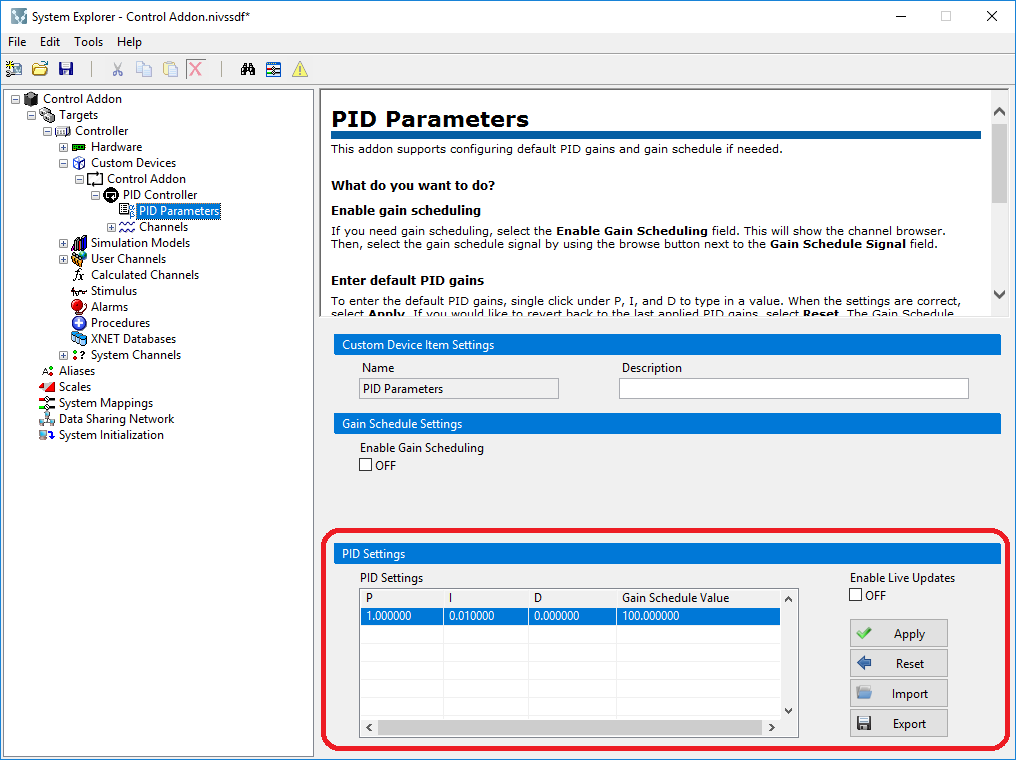 System Explorer - Control Addon.nivssdf*
File Edit Tools Help
Control Addon
Targets
Controller
Hardware
Custom Devices
Control Addon
PID Controller
PID Parameters
Channels
Simulation Models
User Channels
Calculated Channels
Stimulus
Alarms
Procedures
XNET Databases
System Channels
Aliases
Scales
System Mappings
Data Sharing Network
System Initialization
PID Parameters
This addon supports configuring default PID gains and gain schedule if needed.
What do you want to do?
Enable gain scheduling
If you need gain scheduling, select the Enable Gain Scheduling field. This will show the channel browser.
Then, select the gain schedule signal by using the browse button next to the Gain Schedule Signal field.
Enter default PID gains
To enter the default PID gains, single click under P, I, and D to type in a value. When the settings are correct,
select Apply. If you would like to revert back to the last applied PID gains, select Reset. The Gain Schedule
Custom Device Item Settings
Name Description
PID Parameters
Gain Schedule Settings
Enable Gain Scheduling
OFF
PID Settings
PID Settings
P I D Gain Schedule Value
1.000000 0.010000 0.000000 100.000000
Enable Live Updates
OFF
Apply
Reset
Import
Export